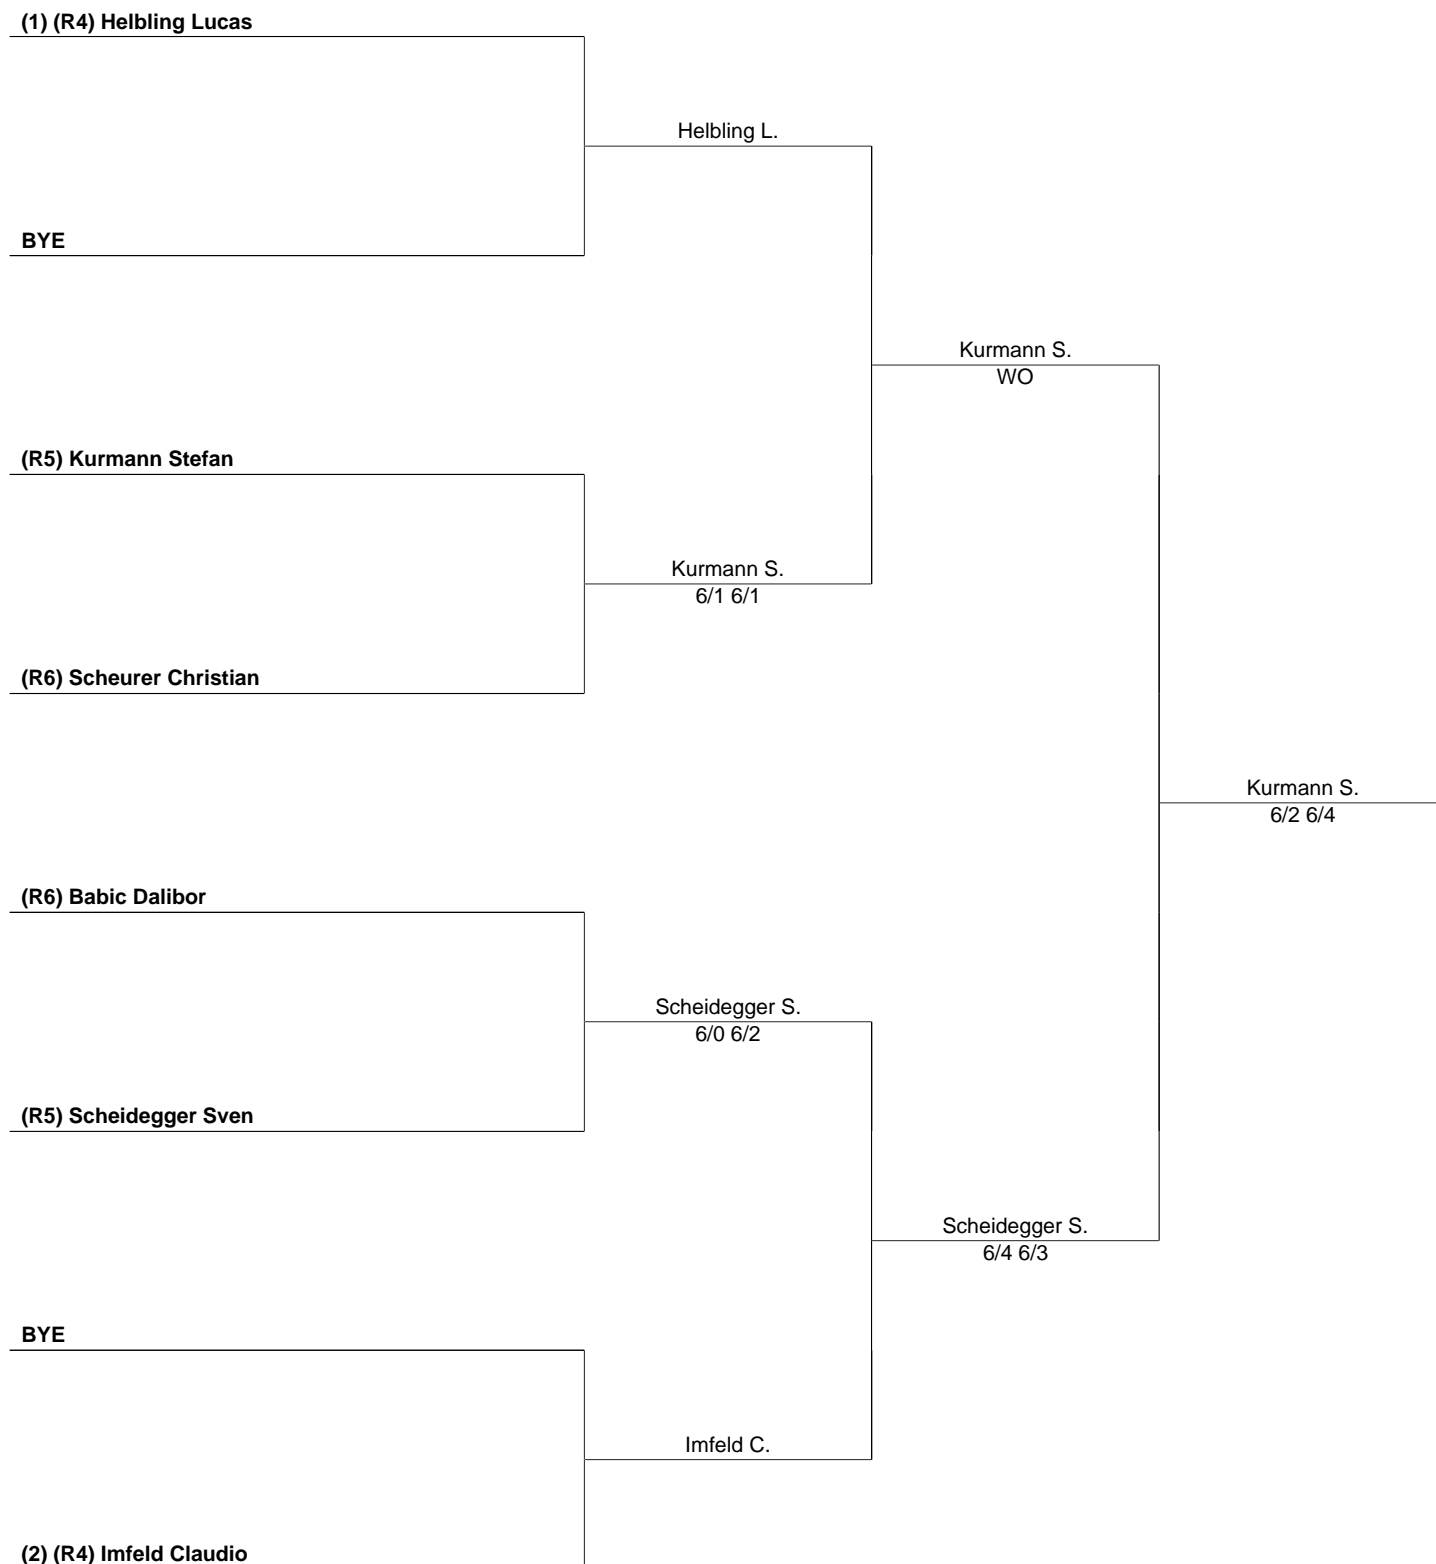 (1) (R4) Helbling Lucas
Helbling L.
BYE
Kurmann S.
WO
(R5) Kurmann Stefan
Kurmann S.
6/1 6/1
(R6) Scheurer Christian
Kurmann S.
6/2 6/4
(R6) Babic Dalibor
Scheidegger S.
6/0 6/2
(R5) Scheidegger Sven
Scheidegger S.
6/4 6/3
BYE
Imfeld C.
(2) (R4) Imfeld Claudio